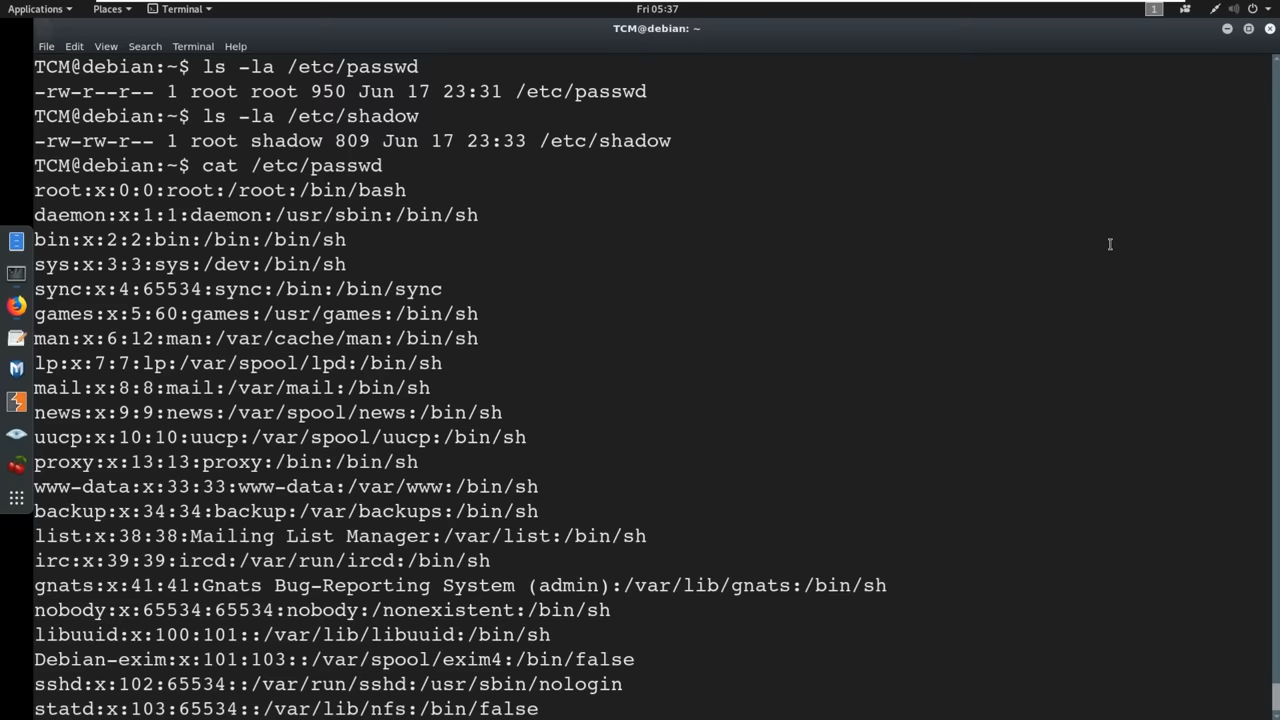 Applications Places Terminal Fri 05:37 1
TCM@debian: ~
File Edit View Search Terminal Help
TCM@debian:~$ ls -la /etc/passwd
-rw-r--r-- 1 root root 950 Jun 17 23:31 /etc/passwd
TCM@debian:~$ ls -la /etc/shadow
-rw-rw-r-- 1 root shadow 809 Jun 17 23:33 /etc/shadow
TCM@debian:~$ cat /etc/passwd
root:x:0:0:root:/root:/bin/bash
daemon:x:1:1:daemon:/usr/sbin:/bin/sh
bin:x:2:2:bin:/bin:/bin/sh
sys:x:3:3:sys:/dev:/bin/sh
sync:x:4:65534:sync:/bin:/bin/sync
games:x:5:60:games:/usr/games:/bin/sh
man:x:6:12:man:/var/cache/man:/bin/sh
lp:x:7:7:lp:/var/spool/lpd:/bin/sh
mail:x:8:8:mail:/var/mail:/bin/sh
news:x:9:9:news:/var/spool/news:/bin/sh
uucp:x:10:10:uucp:/var/spool/uucp:/bin/sh
proxy:x:13:13:proxy:/bin:/bin/sh
www-data:x:33:33:www-data:/var/www:/bin/sh
backup:x:34:34:backup:/var/backups:/bin/sh
list:x:38:38:Mailing List Manager:/var/list:/bin/sh
irc:x:39:39:ircd:/var/run/ircd:/bin/sh
gnats:x:41:41:Gnats Bug-Reporting System (admin):/var/lib/gnats:/bin/sh
nobody:x:65534:65534:nobody:/nonexistent:/bin/sh
libuuid:x:100:101::/var/lib/libuuid:/bin/sh
Debian-exim:x:101:103::/var/spool/exim4:/bin/false
sshd:x:102:65534::/var/run/sshd:/usr/sbin/nologin
statd:x:103:65534::/var/lib/nfs:/bin/false